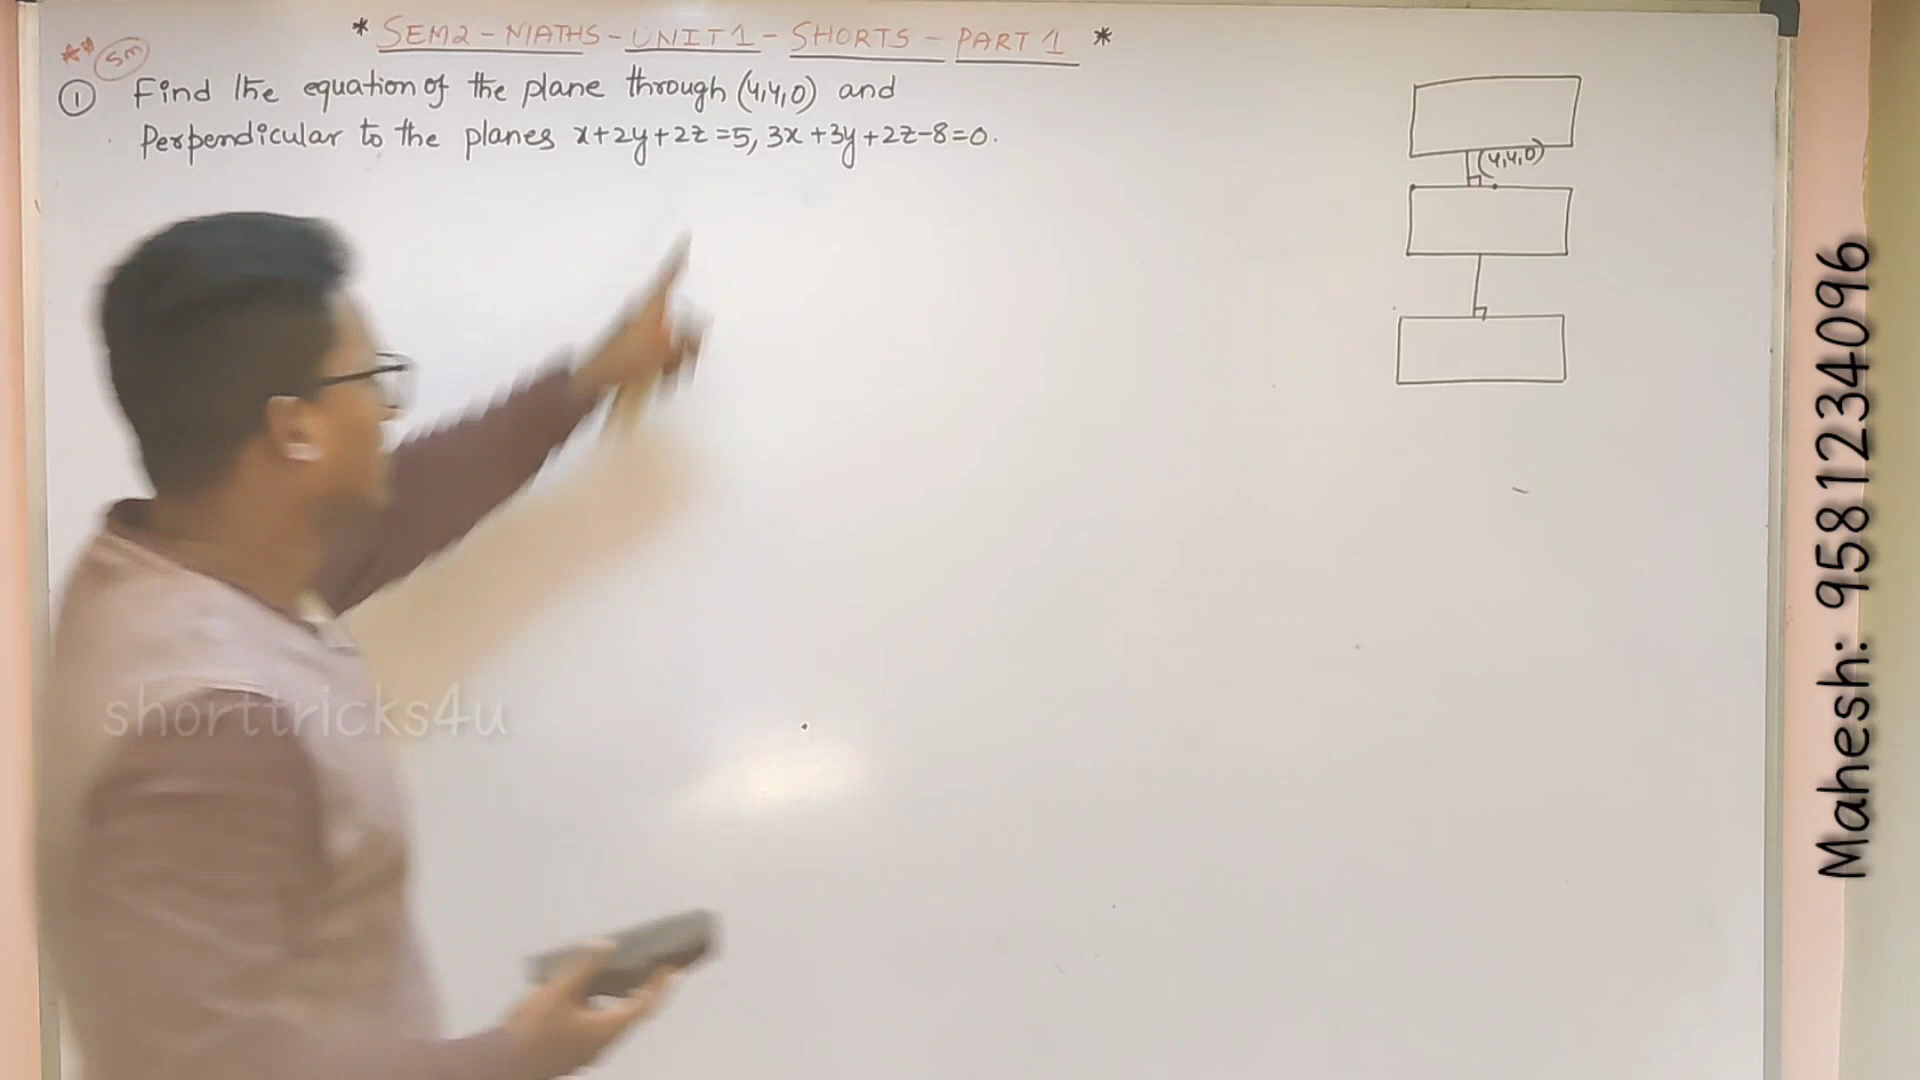 * SEM2 - MATHS - UNIT 1 - SHORTS - PART 1 *
** 5m
① Find the equation of the plane through (4,4,0) and
Perpendicular to the planes x+2y+2z=5, 3x+3y+2z-8=0.
(4,4,0)
shorttricks4u
Mahesh: 9581234096